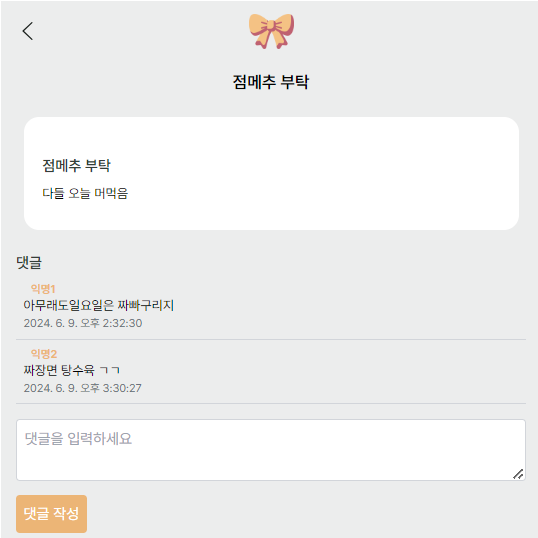 점메추 부탁
점메추 부탁
다들 오늘 머먹음
댓글
익명1
아무래도일요일은 짜빠구리지
2024. 6. 9. 오후 2:32:30
익명2
짜장면 탕수육 ㄱㄱ
2024. 6. 9. 오후 3:30:27
댓글을 입력하세요
댓글 작성